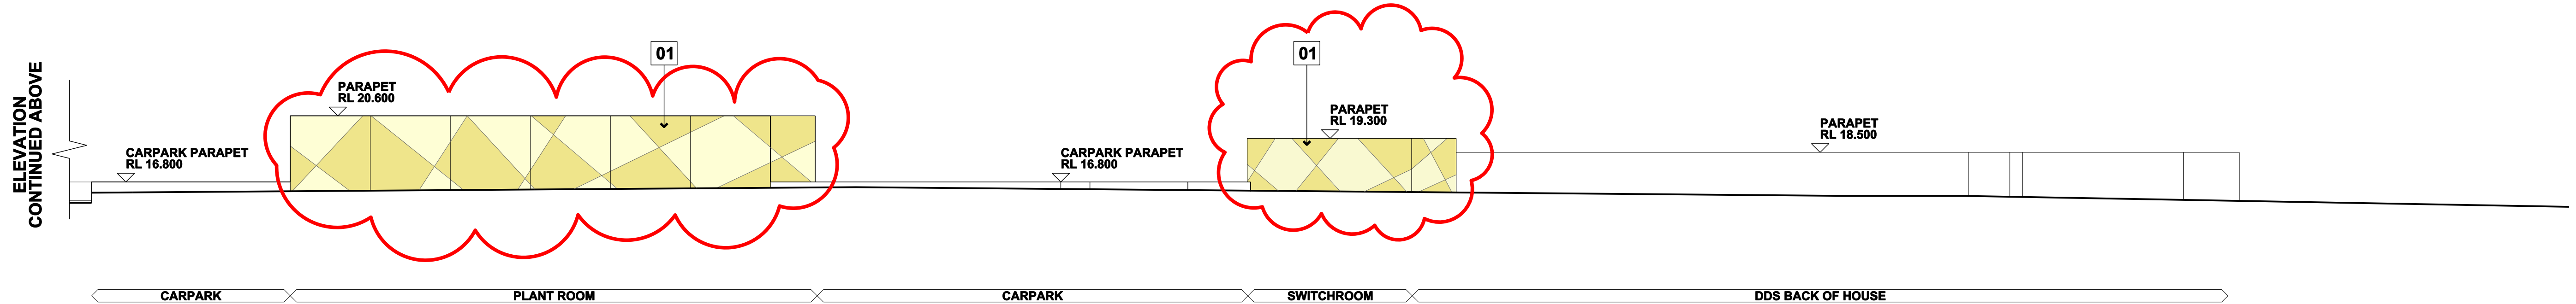 ELEVATION
CONTINUED ABOVE
CARPARK PARAPET
RL 16.800
PARAPET
RL 20.600
01
CARPARK PARAPET
RL 16.800
01
PARAPET
RL 19.300
PARAPET
RL 18.500
CARPARK
PLANT ROOM
CARPARK
SWITCHROOM
DDS BACK OF HOUSE